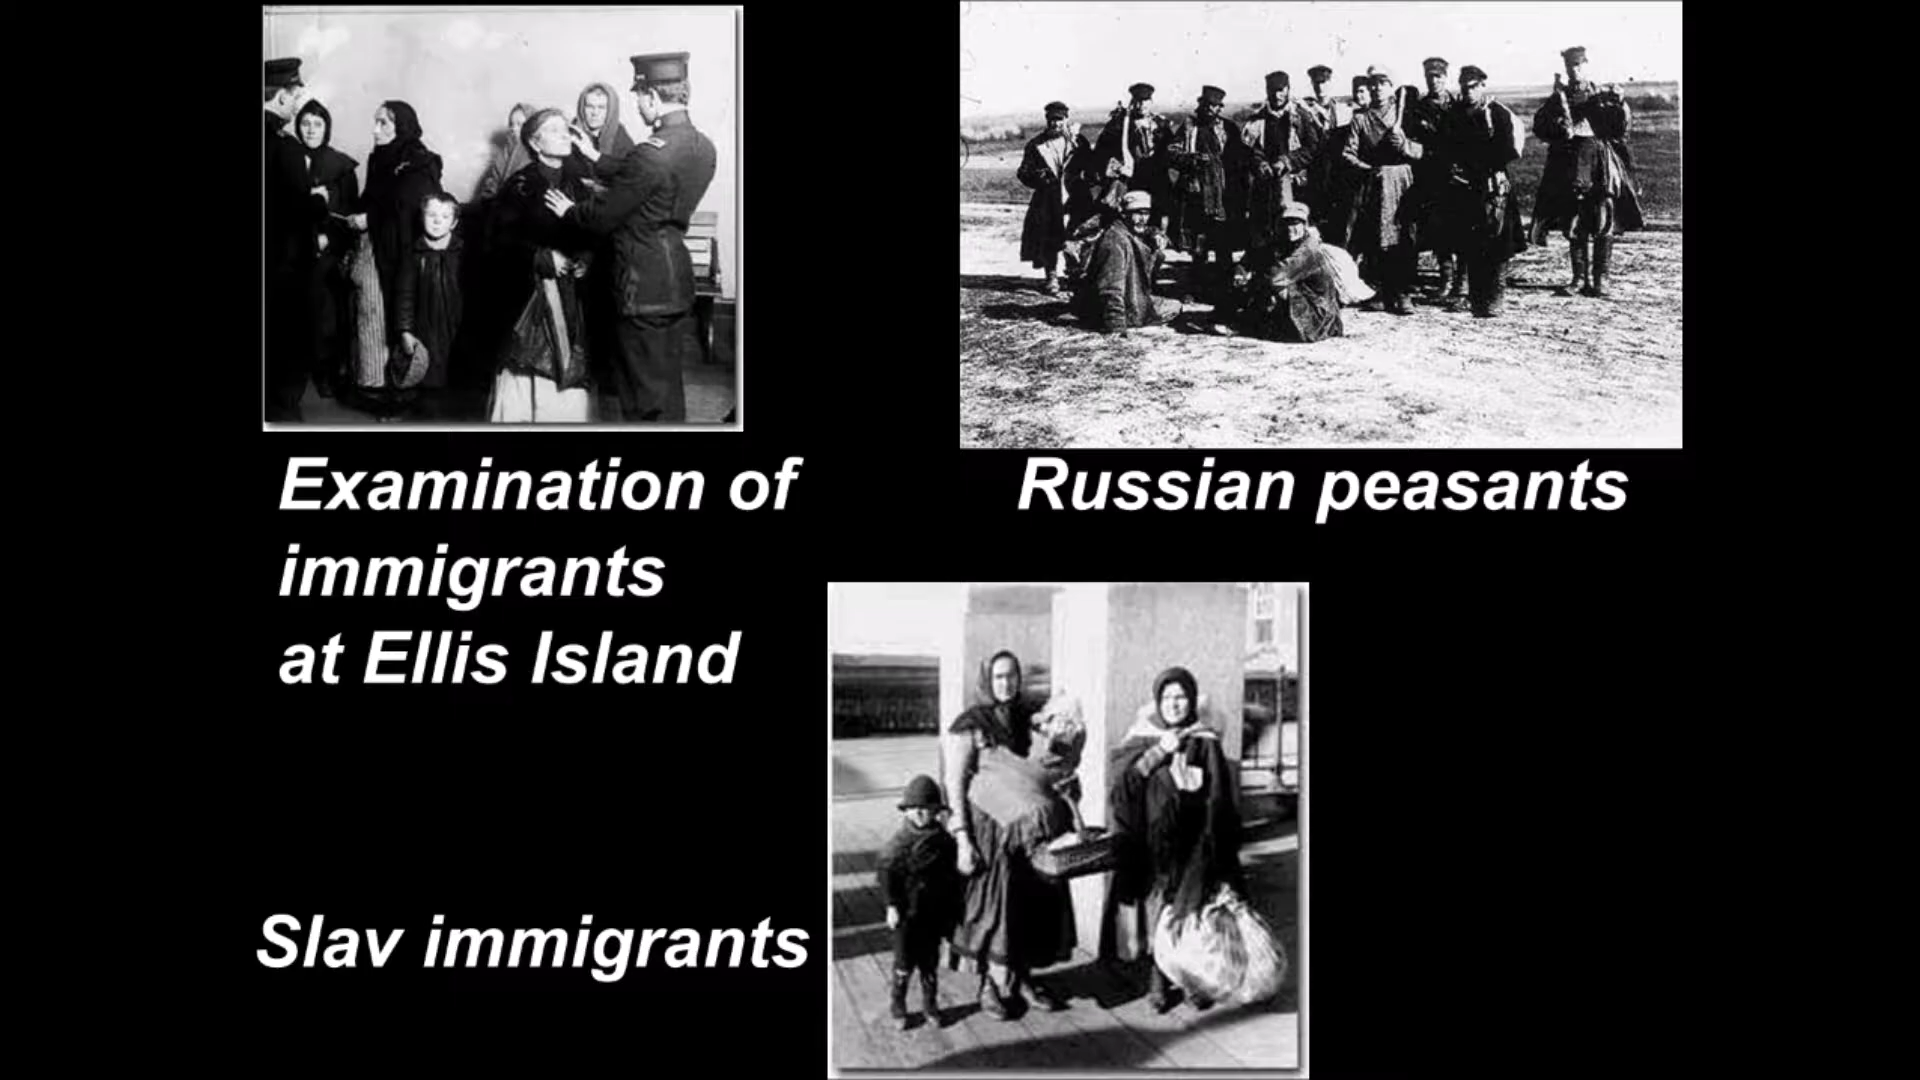 Examination of
immigrants
at Ellis Island
Russian peasants
Slav immigrants